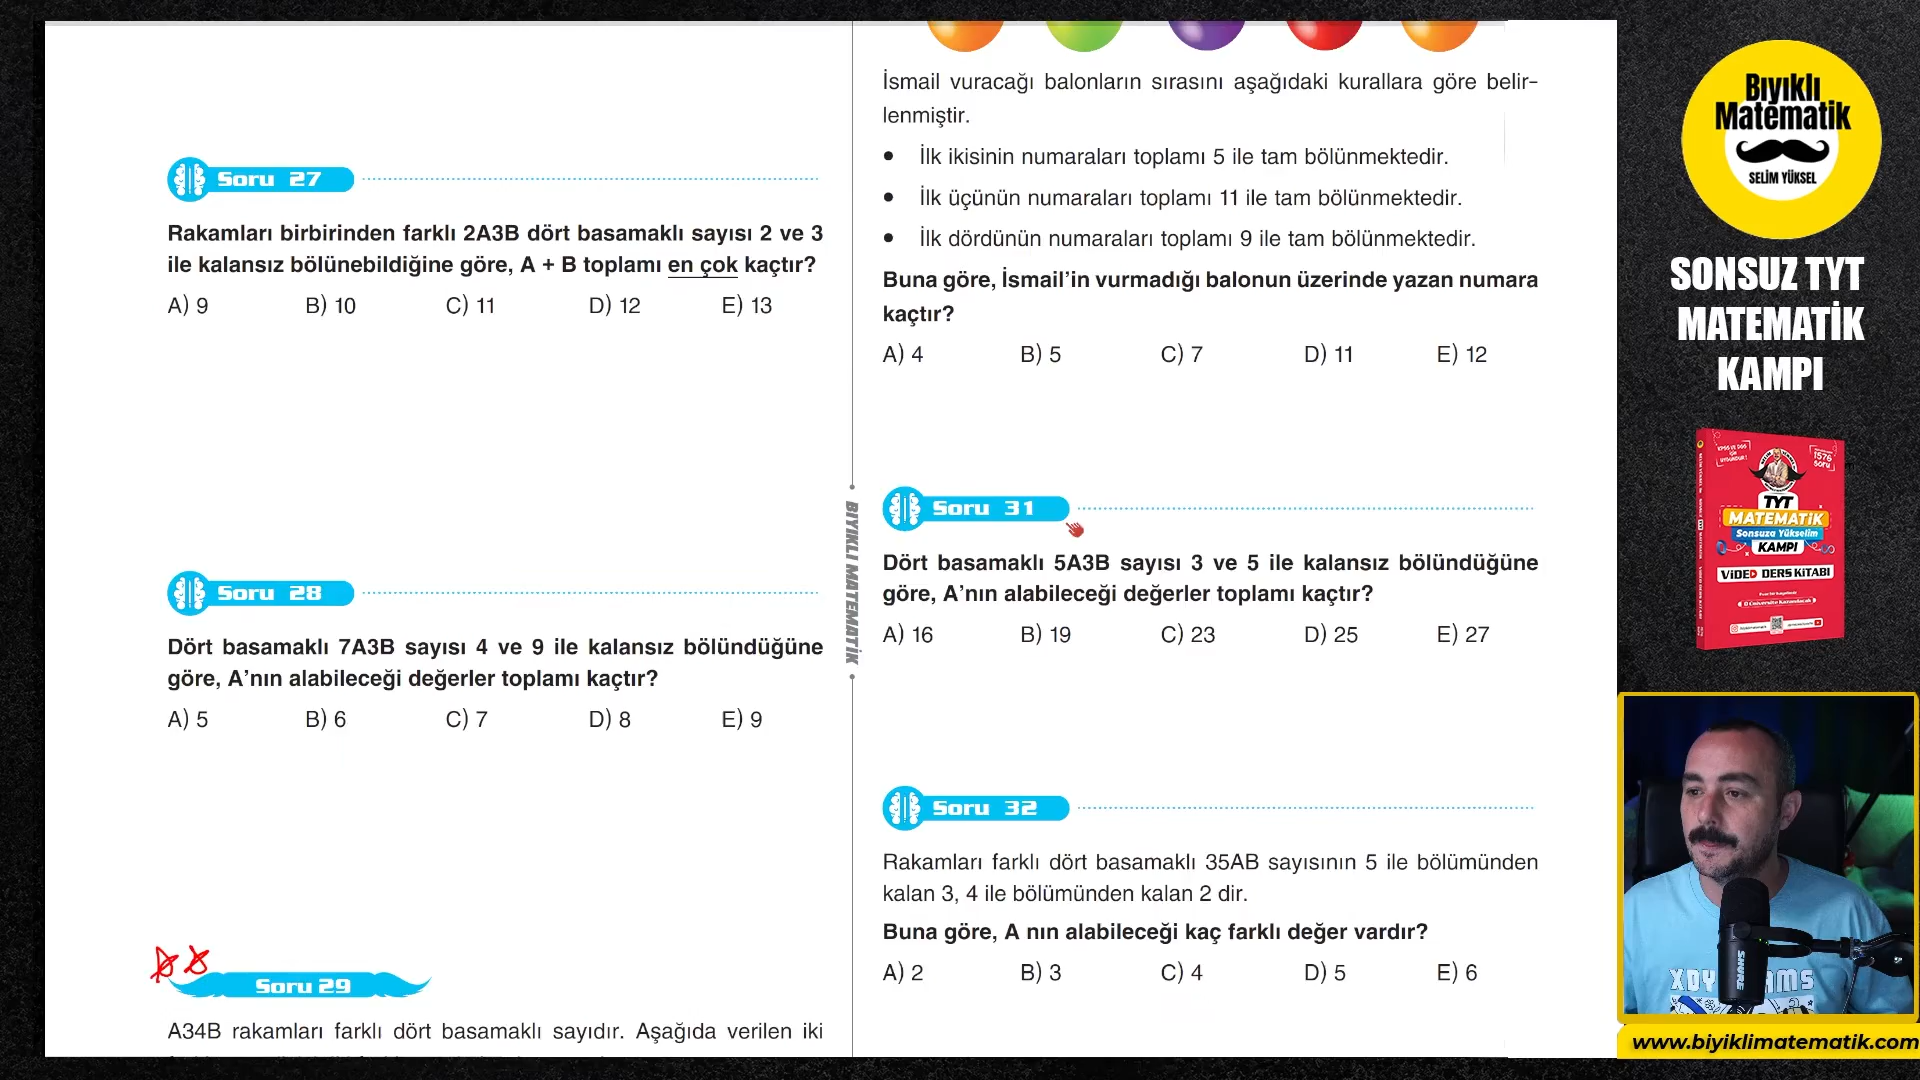 Soru 27
Rakamları birbirinden farklı 2A3B dört basamaklı sayısı 2 ve 3
ile kalansız bölünebildiğine göre, A + B toplamı en çok kaçtır?
A) 9 B) 10 C) 11 D) 12 E) 13
Soru 28
Dört basamaklı 7A3B sayısı 4 ve 9 ile kalansız bölündüğüne
göre, A'nın alabileceği değerler toplamı kaçtır?
A) 5 B) 6 C) 7 D) 8 E) 9
Soru 29
A34B rakamları farklı dört basamaklı sayıdır. Aşağıda verilen iki
BIYIKLI MATEMATİK
İsmail vuracağı balonların sırasını aşağıdaki kurallara göre belir-
lenmiştir.
• İlk ikisinin numaraları toplamı 5 ile tam bölünmektedir.
• İlk üçünün numaraları toplamı 11 ile tam bölünmektedir.
• İlk dördünün numaraları toplamı 9 ile tam bölünmektedir.
Buna göre, İsmail'in vurmadığı balonun üzerinde yazan numara
kaçtır?
A) 4 B) 5 C) 7 D) 11 E) 12
Soru 31
Dört basamaklı 5A3B sayısı 3 ve 5 ile kalansız bölündüğüne
göre, A'nın alabileceği değerler toplamı kaçtır?
A) 16 B) 19 C) 23 D) 25 E) 27
Soru 32
Rakamları farklı dört basamaklı 35AB sayısının 5 ile bölümünden
kalan 3, 4 ile bölümünden kalan 2 dir.
Buna göre, A nın alabileceği kaç farklı değer vardır?
A) 2 B) 3 C) 4 D) 5 E) 6
Bıyıklı
Matematik
SELİM YÜKSEL
SONSUZ TYT
MATEMATİK
KAMPI
1576
Soru
TYT
MATEMATİK
Sonsuza Yükselim
KAMPI
VİDEO DERS KİTABI
SHURE
www.biyiklimatematik.com